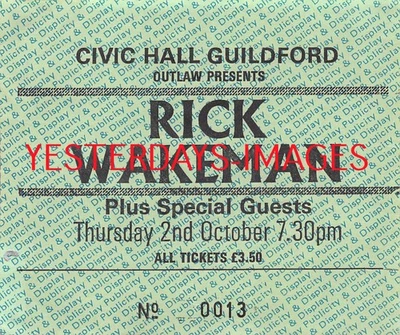 CIVIC HALL GUILDFORD
OUTLAW PRESENTS
RICK
WAKEMAN
YESTERDAYS-IMAGES
Plus Special Guests
Thursday 2nd October 7.30pm
ALL TICKETS £3.50
Nº 0013